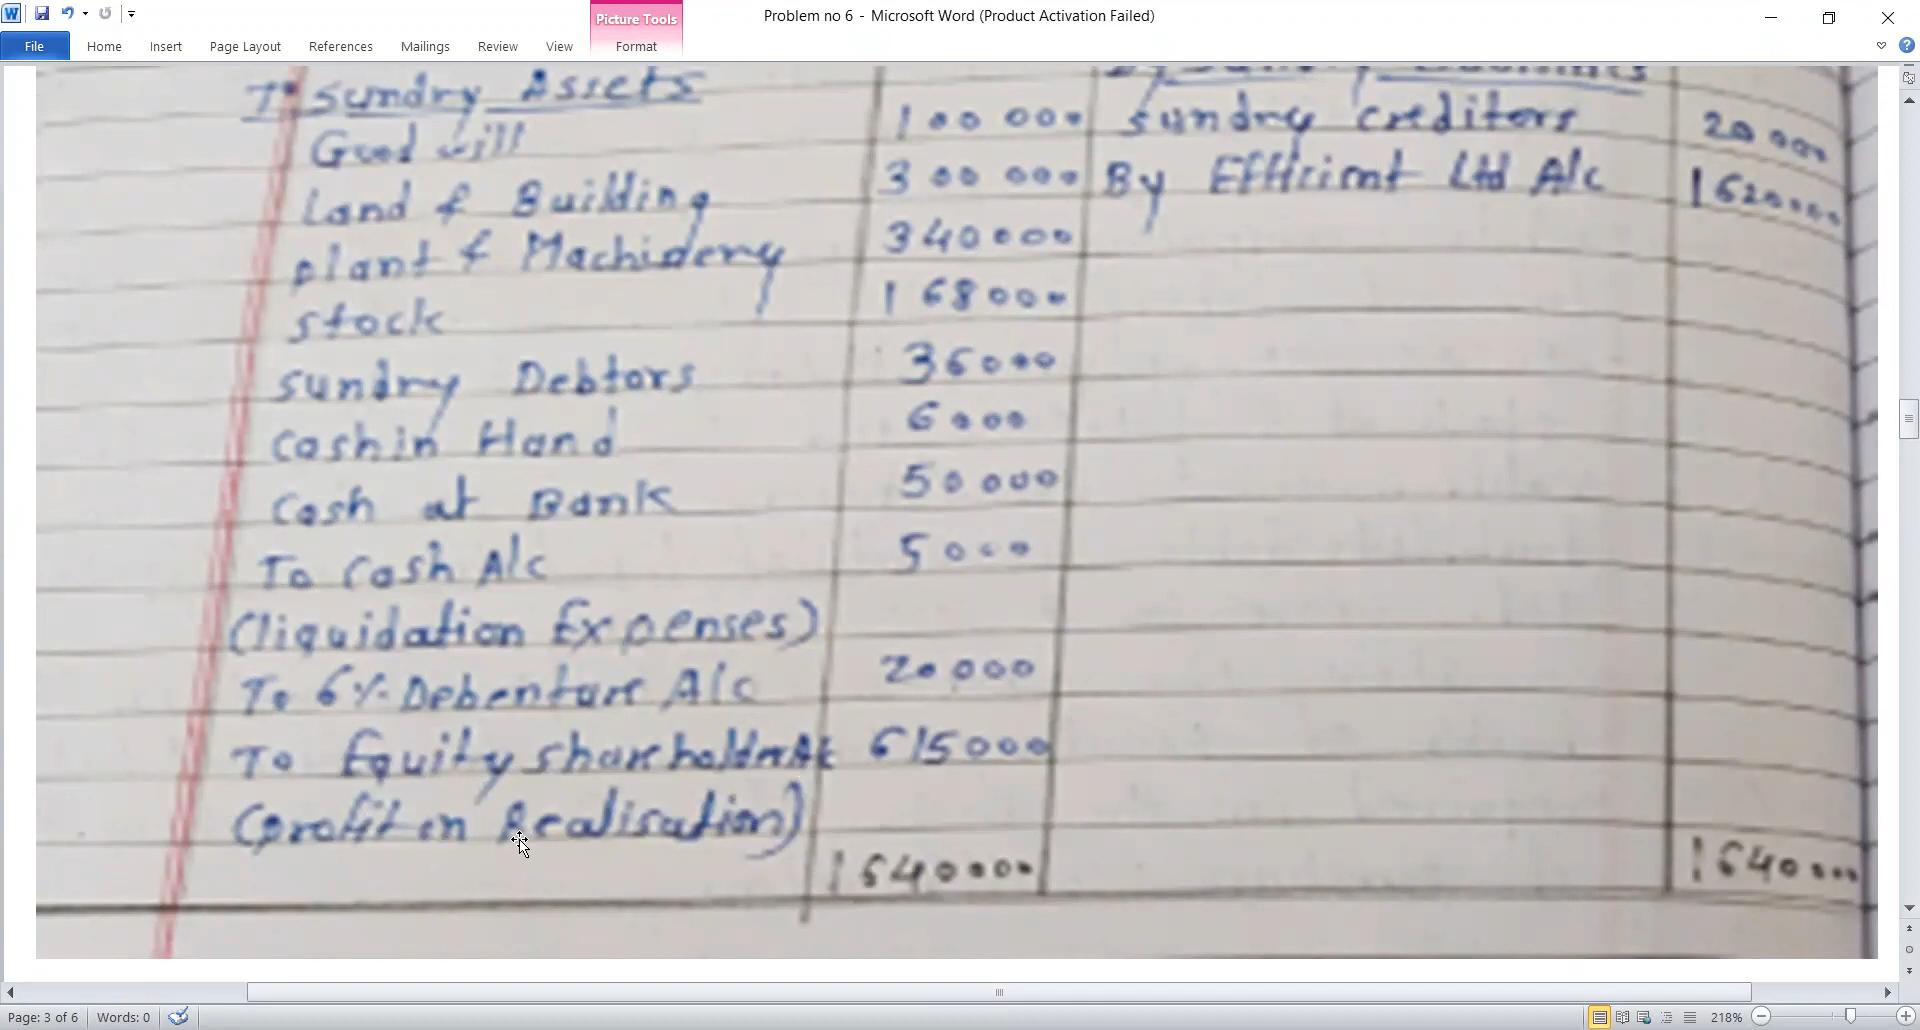 Problem no 6 - Microsoft Word (Product Activation Failed)
Picture Tools
File Home Insert Page Layout References Mailings Review View Format
To Sundry Assets
Good will 100000
Sundry creditors 20000
Land & Building 300000
By Efficient Ltd A/c 1620000
plant & Machidery 340000
stock 168000
Sundry Debtors 36000
Cash in Hand 6000
Cash at Bank 50000
To Cash A/c 5000
(liquidation Expenses)
To 6% Debenture A/c 20000
To Equity shareholder A/c 615000
(profit on Realisation)
1640000 1640000
Page: 3 of 6 Words: 0 218%